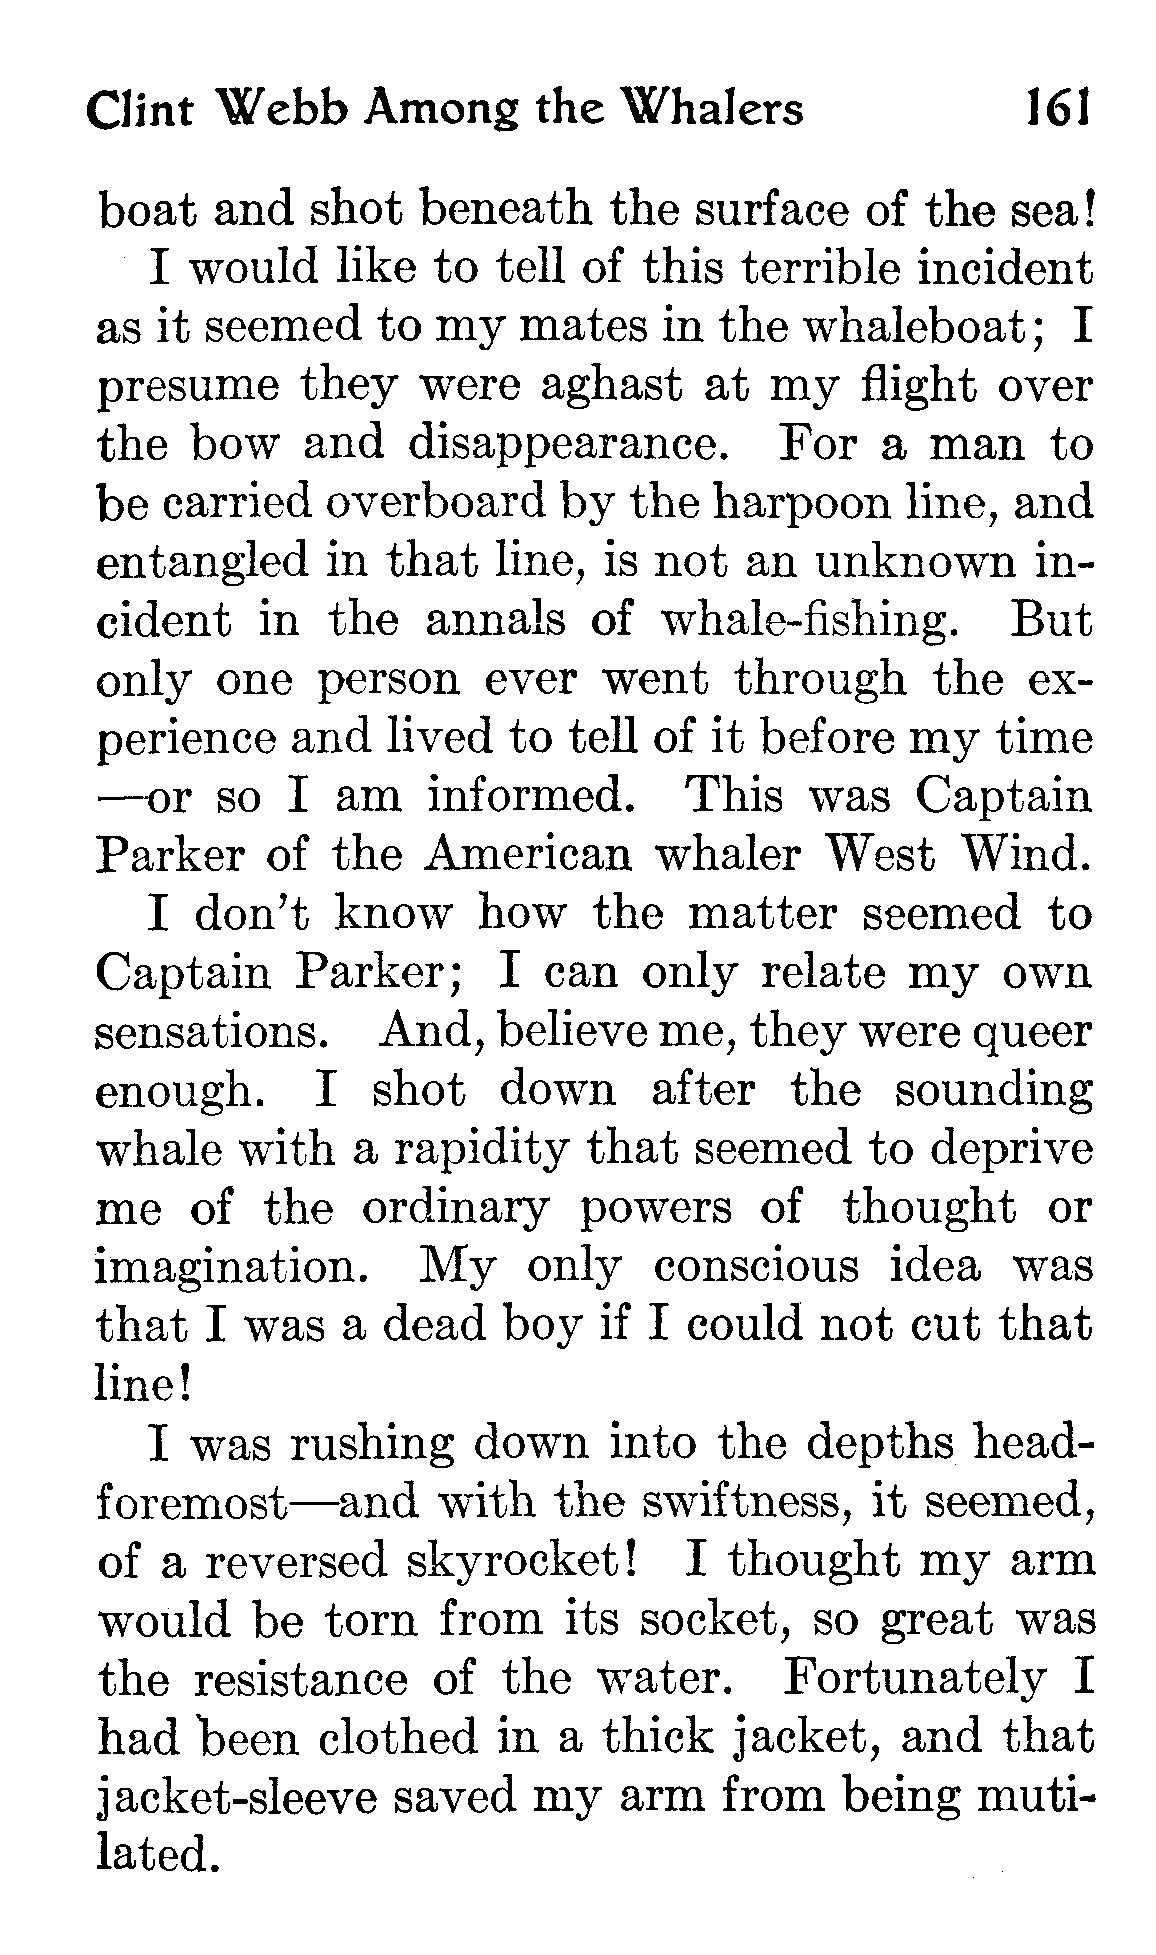 Clint Webb Among the Whalers 161
boat and shot beneath the surface of the sea!
I would like to tell of this terrible incident
as it seemed to my mates in the whaleboat; I
presume they were aghast at my flight over
the bow and disappearance. For a man to
be carried overboard by the harpoon line, and
entangled in that line, is not an unknown in-
cident in the annals of whale-fishing. But
only one person ever went through the ex-
perience and lived to tell of it before my time
—or so I am informed. This was Captain
Parker of the American whaler West Wind.
I don't know how the matter seemed to
Captain Parker; I can only relate my own
sensations. And, believe me, they were queer
enough. I shot down after the sounding
whale with a rapidity that seemed to deprive
me of the ordinary powers of thought or
imagination. My only conscious idea was
that I was a dead boy if I could not cut that
line!
I was rushing down into the depths head-
foremost—and with the swiftness, it seemed,
of a reversed skyrocket! I thought my arm
would be torn from its socket, so great was
the resistance of the water. Fortunately I
had been clothed in a thick jacket, and that
jacket-sleeve saved my arm from being muti-
lated.